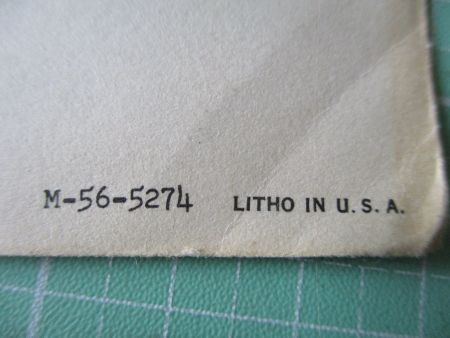 M-56-5274 LITHO IN U. S. A.